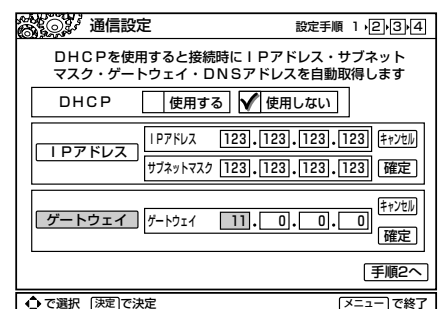 通信設定 設定手順 1 2 3 4
DHCPを使用すると接続時にIPアドレス・サブネット
マスク・ゲートウェイ・DNSアドレスを自動取得します
DHCP 使用する 使用しない
IPアドレス
IPアドレス 123.123.123.123 キャンセル
サブネットマスク 123.123.123.123 確定
ゲートウェイ
ゲートウェイ 11.0.0.0 キャンセル
確定
手順2へ
で選択 決定で決定 メニューで終了